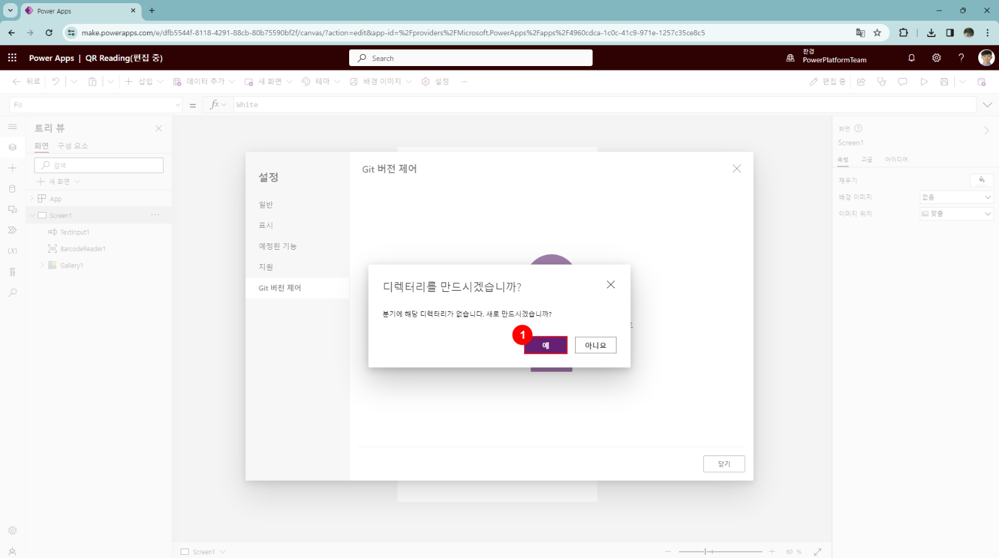 Power Apps
make.powerapps.com/e/dfb5544f-8118-4291-88cb-80b75590bf2f/canvas/?action=edit&app-id=%2Fproviders%2FMicrosoft.PowerApps%2Fapps%2F4960cdca-1c0c-41c9-971e-1257c35ce8c5
Power Apps | QR Reading(편집 중)
Search
환경
PowerPlatformTeam
뒤로
삽입
데이터 추가
새 화면
테마
배경 이미지
설정
편집 중
Fill
=
fx
White
트리 뷰
화면
구성 요소
검색
새 화면
App
Screen1
TextInput1
BarcodeReader1
Gallery1
설정
일반
표시
예정된 기능
지원
Git 버전 제어
Git 버전 제어
디렉터리를 만드시겠습니까?
분기에 해당 디렉터리가 없습니다. 새로 만드시겠습니까?
1
예
아니요
닫기
화면
Screen1
속성
고급
아이디어
채우기
배경 이미지
없음
이미지 위치
맞춤
Screen1
60 %